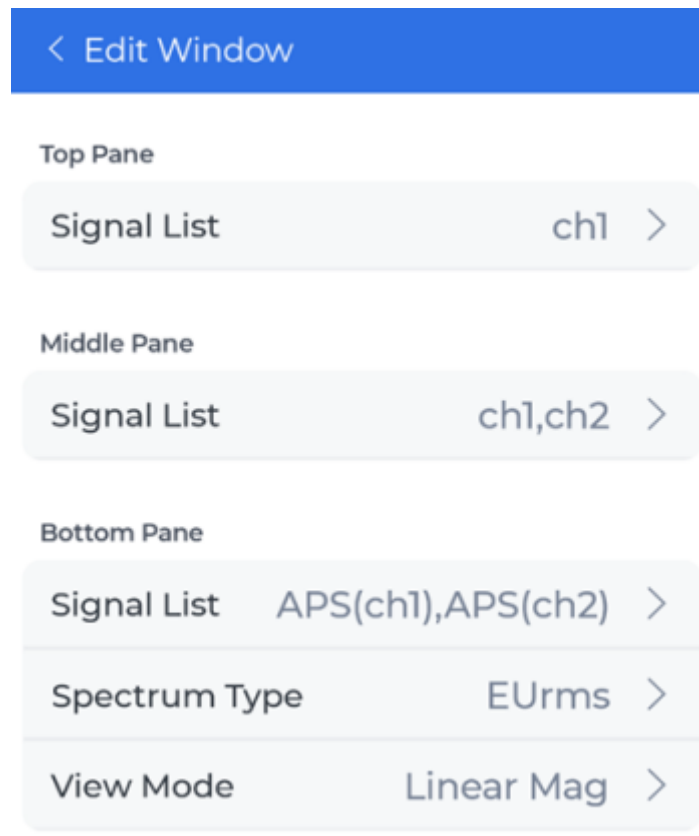 Edit Window
Top Pane
Signal List ch1
Middle Pane
Signal List ch1,ch2
Bottom Pane
Signal List APS(ch1),APS(ch2)
Spectrum Type EUrms
View Mode Linear Mag